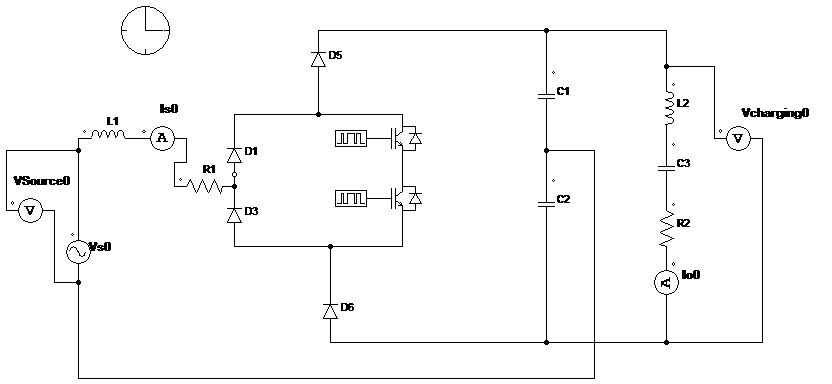 D5
C1
L2
Is0
L1
A
Vcharging0
V
D1
R1
C3
VSource0
V
D3
C2
R2
Vs0
Io0
A
D6